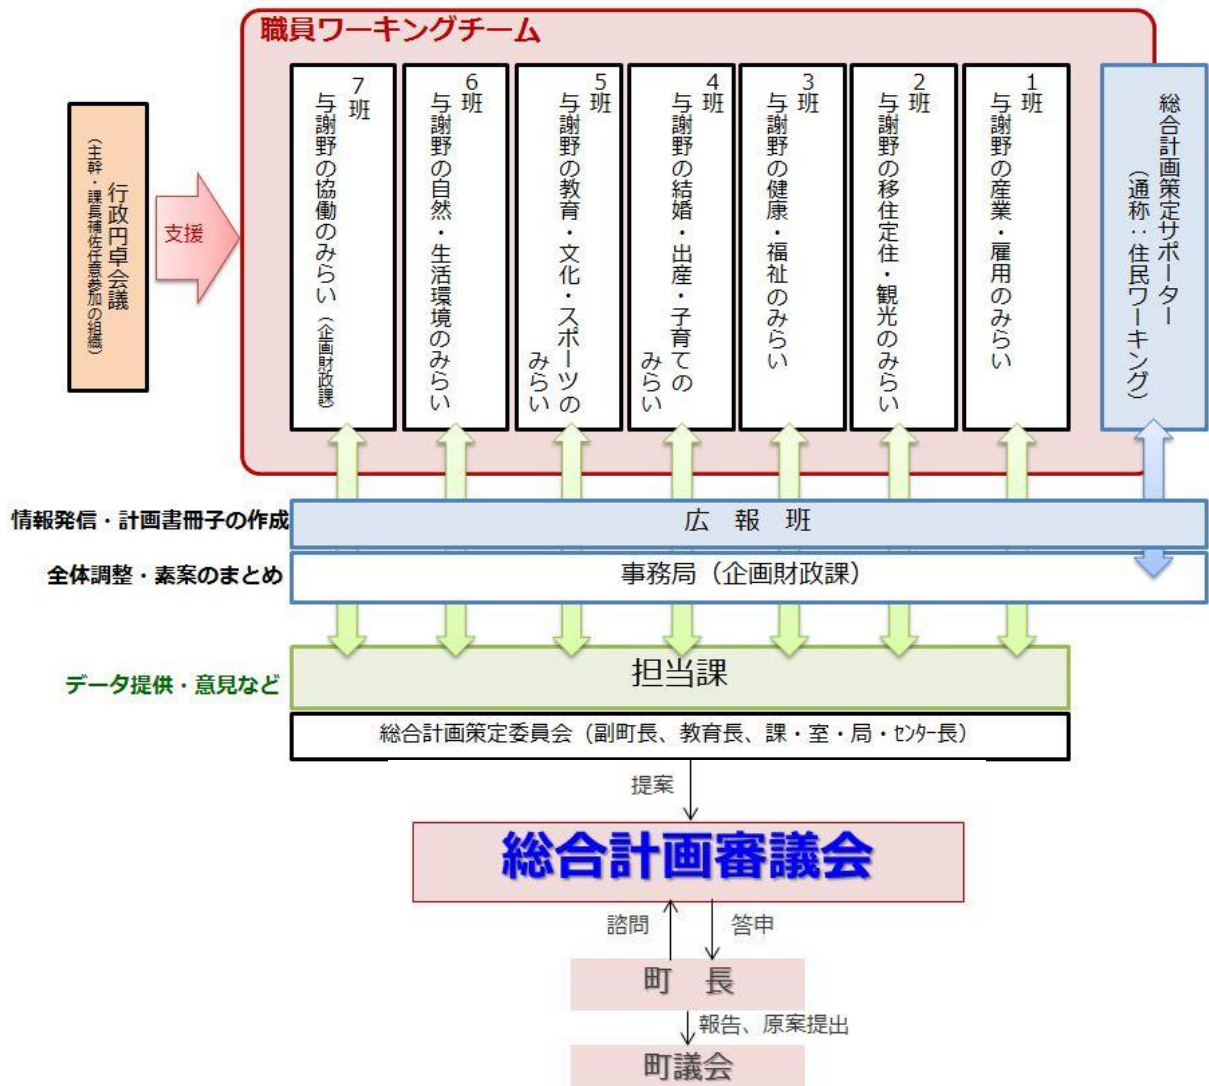 職員ワーキングチーム
総合計画策定サポーター
（通称：住民ワーキング）
1班
与謝野の産業・雇用のみらい
2班
与謝野の移住定住・観光のみらい
3班
与謝野の健康・福祉のみらい
4班
与謝野の結婚・出産・子育ての
みらい
5班
与謝野の教育・文化・スポーツの
みらい
6班
与謝野の自然・生活環境のみらい
7班
与謝野の協働のみらい（企画財政課）
支援
行政円卓会議
（主幹・課長補佐任意参加の組織）
情報発信・計画書冊子の作成
広　報　班
全体調整・素案のまとめ
事務局（企画財政課）
データ提供・意見など
担当課
総合計画策定委員会（副町長、教育長、課・室・局・ｾﾝﾀｰ長）
提案
総合計画審議会
諮問
答申
町　長
報告、原案提出
町議会